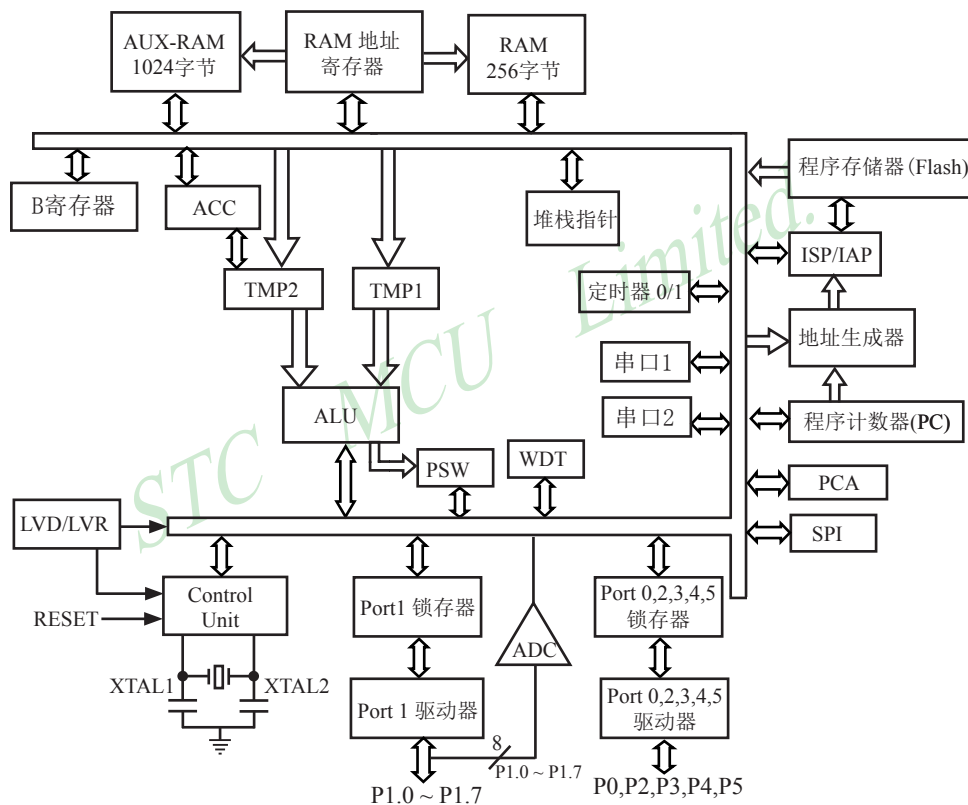 AUX-RAM
1024字节
RAM 地址
寄存器
RAM
256字节
程序存储器(Flash)
B寄存器
ACC
堆栈指针
ISP/IAP
TMP2
TMP1
定时器 0/1
地址生成器
串口1
ALU
串口2
程序计数器(PC)
PSW
WDT
PCA
LVD/LVR
SPI
Control
Unit
RESET
Port1 锁存器
ADC
Port 0,2,3,4,5
锁存器
XTAL1
XTAL2
Port 1 驱动器
Port 0,2,3,4,5
驱动器
8
P1.0 ~ P1.7
P1.0 ~ P1.7
P0,P2,P3,P4,P5
STC MCU Limited.